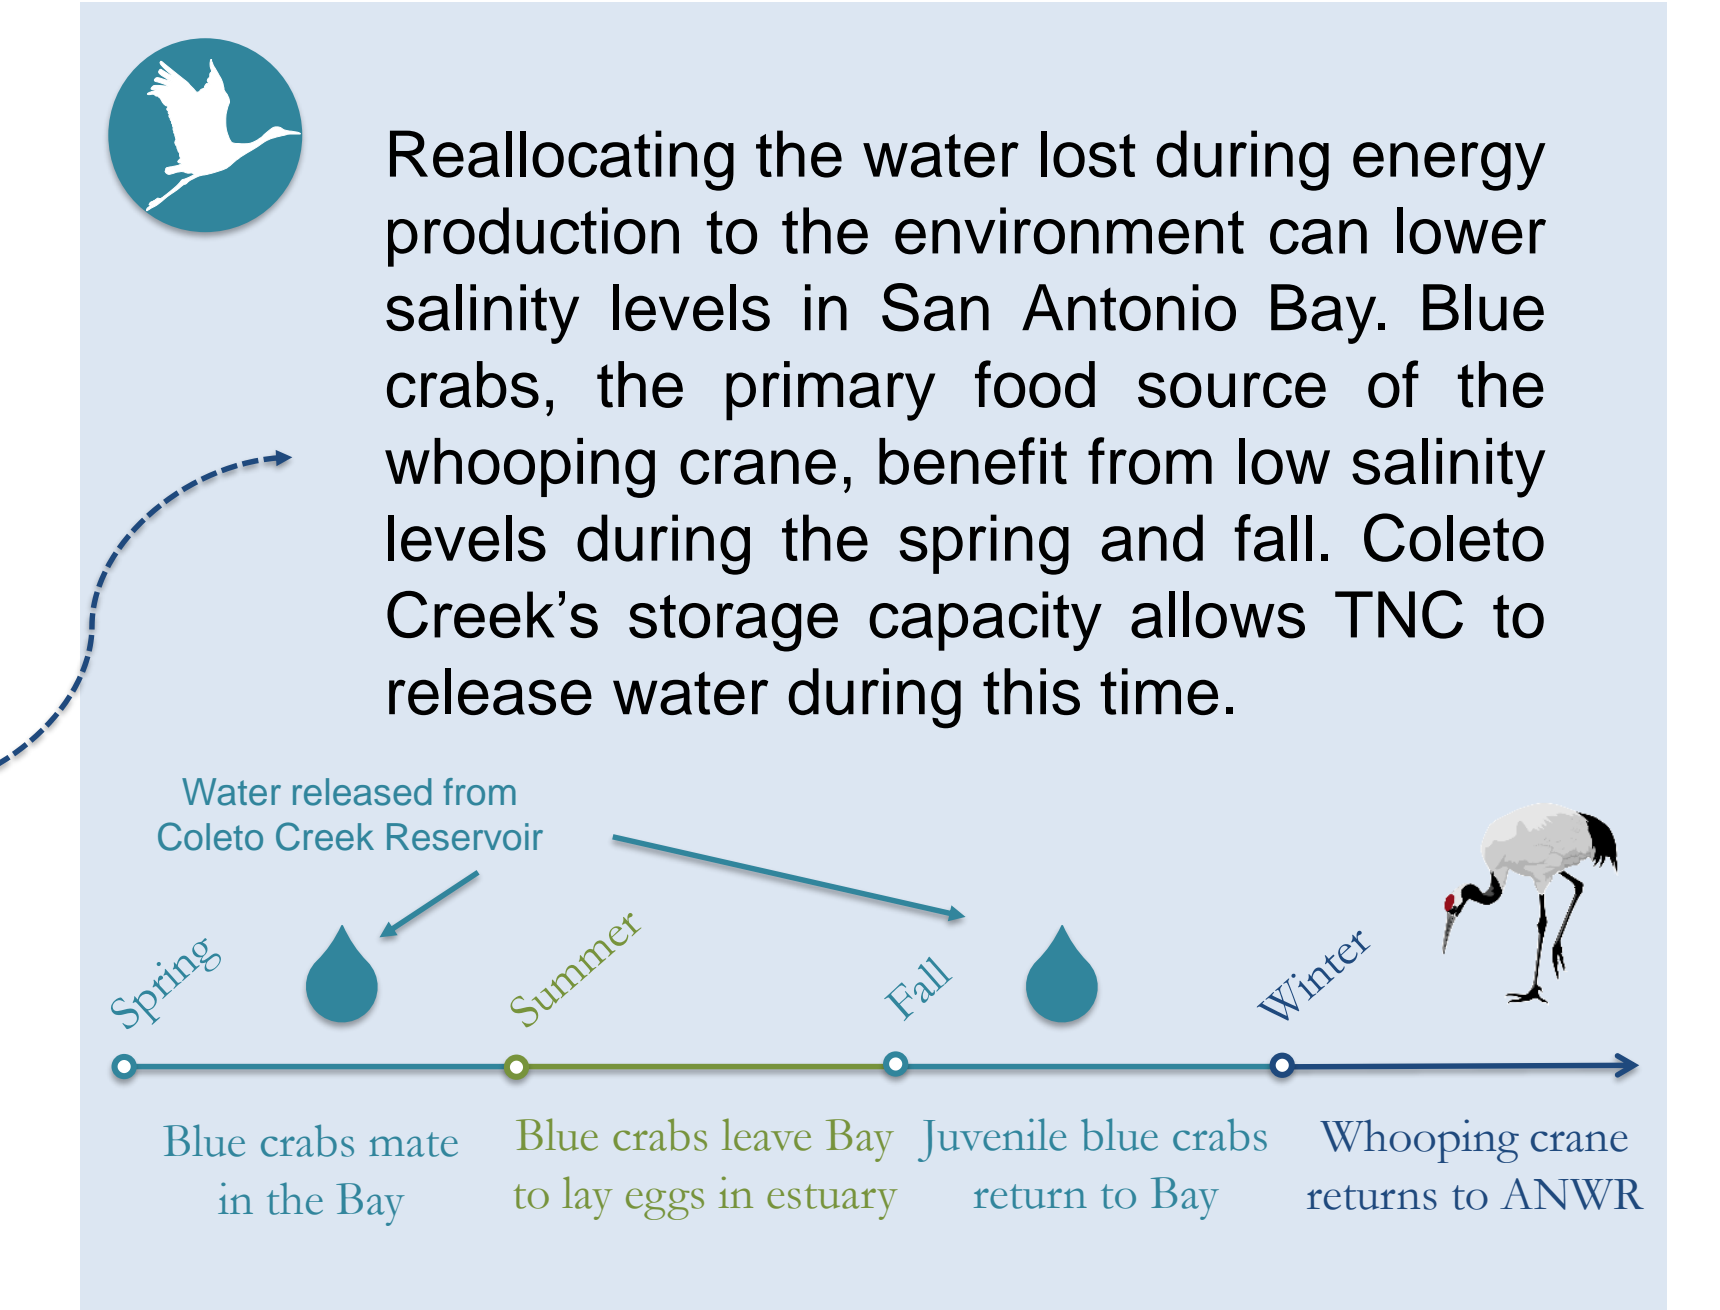 Reallocating the water lost during energy
production to the environment can lower
salinity levels in San Antonio Bay. Blue
crabs, the primary food source of the
whooping crane, benefit from low salinity
levels during the spring and fall. Coleto
Creek’s storage capacity allows TNC to
release water during this time.
Water released from
Coleto Creek Reservoir
Spring
Summer
Fall
Winter
Blue crabs mate
in the Bay
Blue crabs leave Bay
to lay eggs in estuary
Juvenile blue crabs
return to Bay
Whooping crane
returns to ANWR